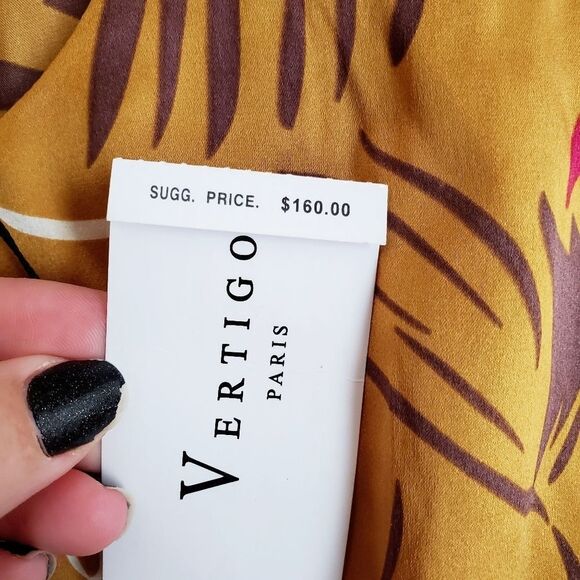 SUGG. PRICE. $160.00
VERTIGO
PARIS